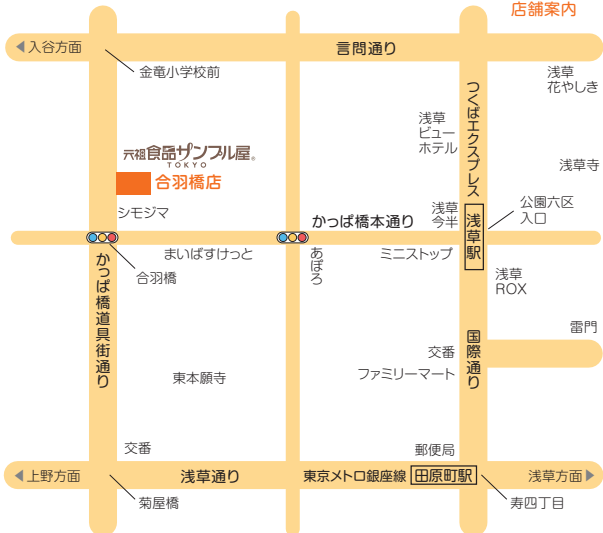 店舗案内
入谷方面
言問通り
金竜小学校前
浅草
花やしき
つくばエクスプレス
浅草
ビュー
ホテル
元祖食品サンプル屋®
TOKYO
合羽橋店
浅草寺
シモジマ
浅草
今半
公園六区
入口
かっぱ橋本通り
浅草駅
まいばすけっと
あぽろ
ミニストップ
合羽橋
浅草
ROX
かっぱ橋道具街通り
国際通り
雷門
交番
ファミリーマート
東本願寺
交番
郵便局
上野方面
浅草通り
東京メトロ銀座線
田原町駅
浅草方面
菊屋橋
寿四丁目